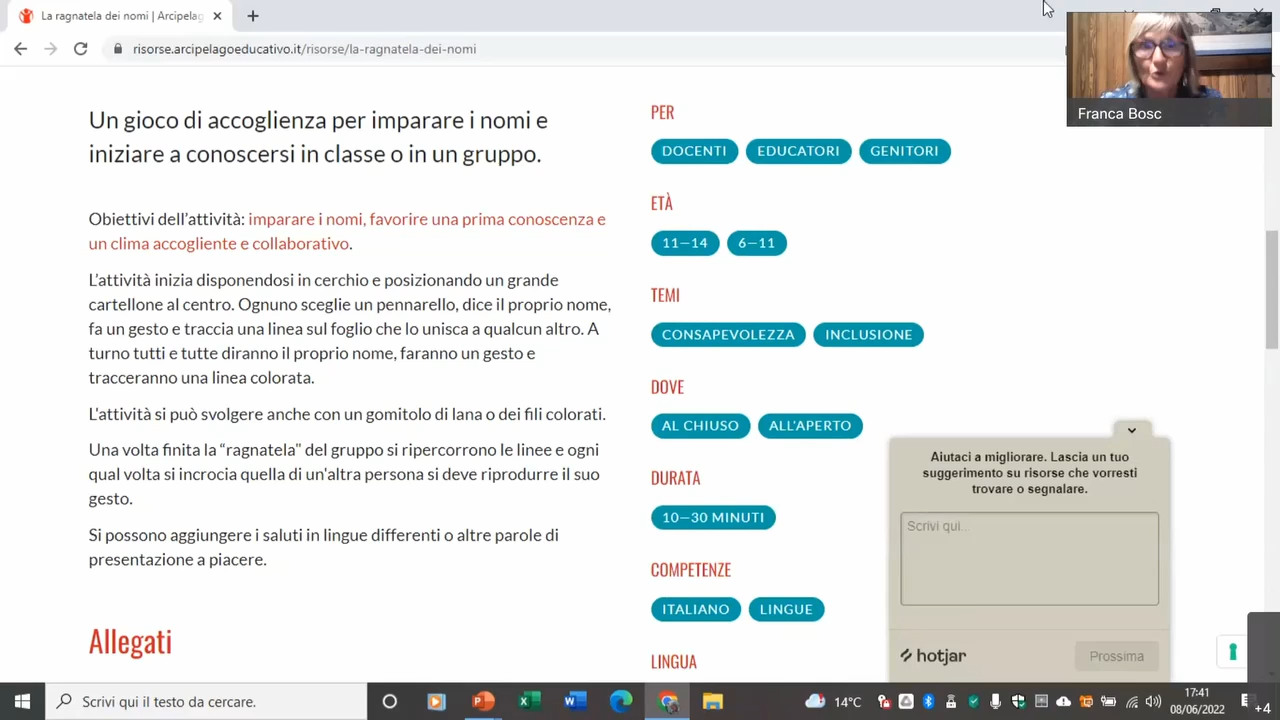 La ragnatela dei nomi | Arcipelag
risorse.arcipelagoeducativo.it/risorse/la-ragnatela-dei-nomi
Franca Bosc
Un gioco di accoglienza per imparare i nomi e
iniziare a conoscersi in classe o in un gruppo.
Obiettivi dell'attività: imparare i nomi, favorire una prima conoscenza e
un clima accogliente e collaborativo.
L'attività inizia disponendosi in cerchio e posizionando un grande
cartellone al centro. Ognuno sceglie un pennarello, dice il proprio nome,
fa un gesto e traccia una linea sul foglio che lo unisca a qualcun altro. A
turno tutti e tutte diranno il proprio nome, faranno un gesto e
tracceranno una linea colorata.
L'attività si può svolgere anche con un gomitolo di lana o dei fili colorati.
Una volta finita la “ragnatela" del gruppo si ripercorrono le linee e ogni
qual volta si incrocia quella di un'altra persona si deve riprodurre il suo
gesto.
Si possono aggiungere i saluti in lingue differenti o altre parole di
presentazione a piacere.
Allegati
PER
DOCENTI EDUCATORI GENITORI
ETÀ
11—14 6—11
TEMI
CONSAPEVOLEZZA INCLUSIONE
DOVE
AL CHIUSO ALL'APERTO
DURATA
10—30 MINUTI
COMPETENZE
ITALIANO LINGUE
LINGUA
Aiutaci a migliorare. Lascia un tuo
suggerimento su risorse che vorresti
trovare o segnalare.
Scrivi qui...
hotjar
Prossima
Scrivi qui il testo da cercare.
14°C
17:41
08/06/2022
+4